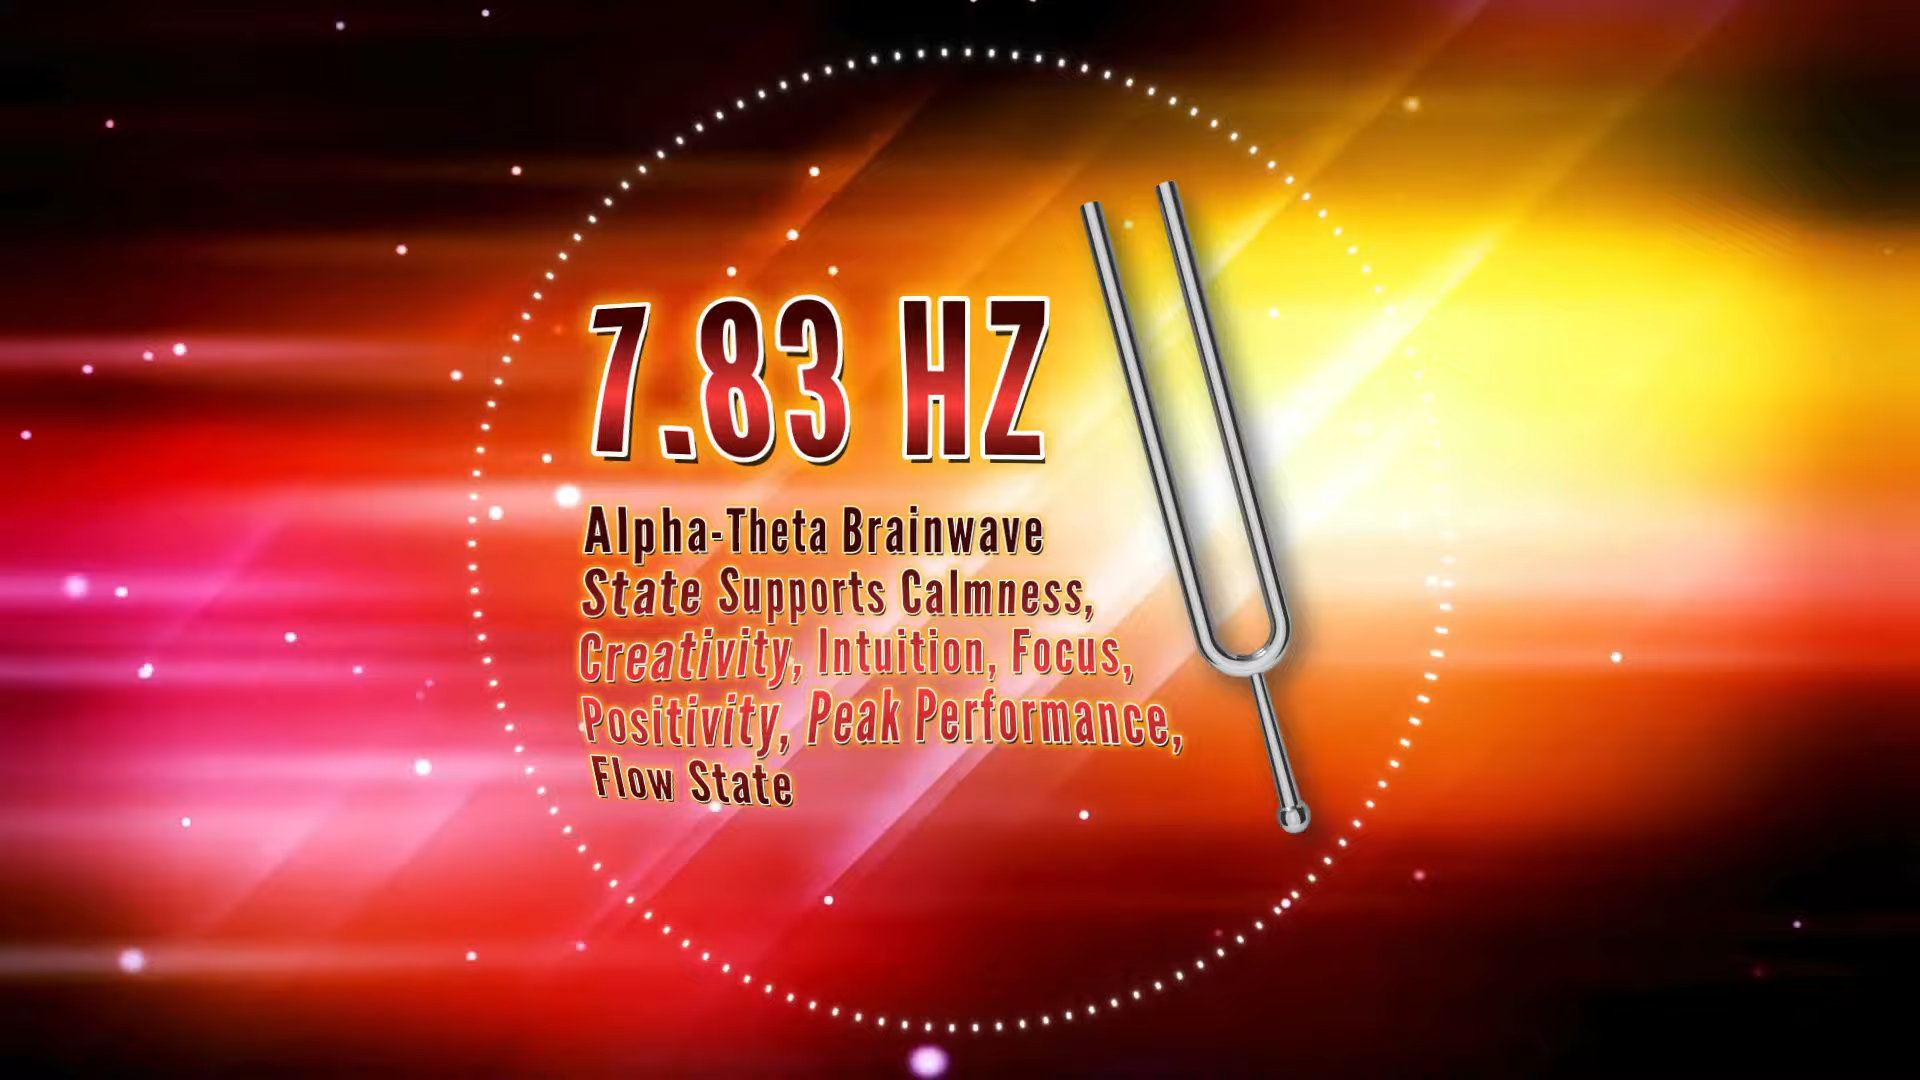 7.83 HZ
Alpha-Theta Brainwave
State Supports Calmness,
Creativity, Intuition, Focus,
Positivity, Peak Performance,
Flow State